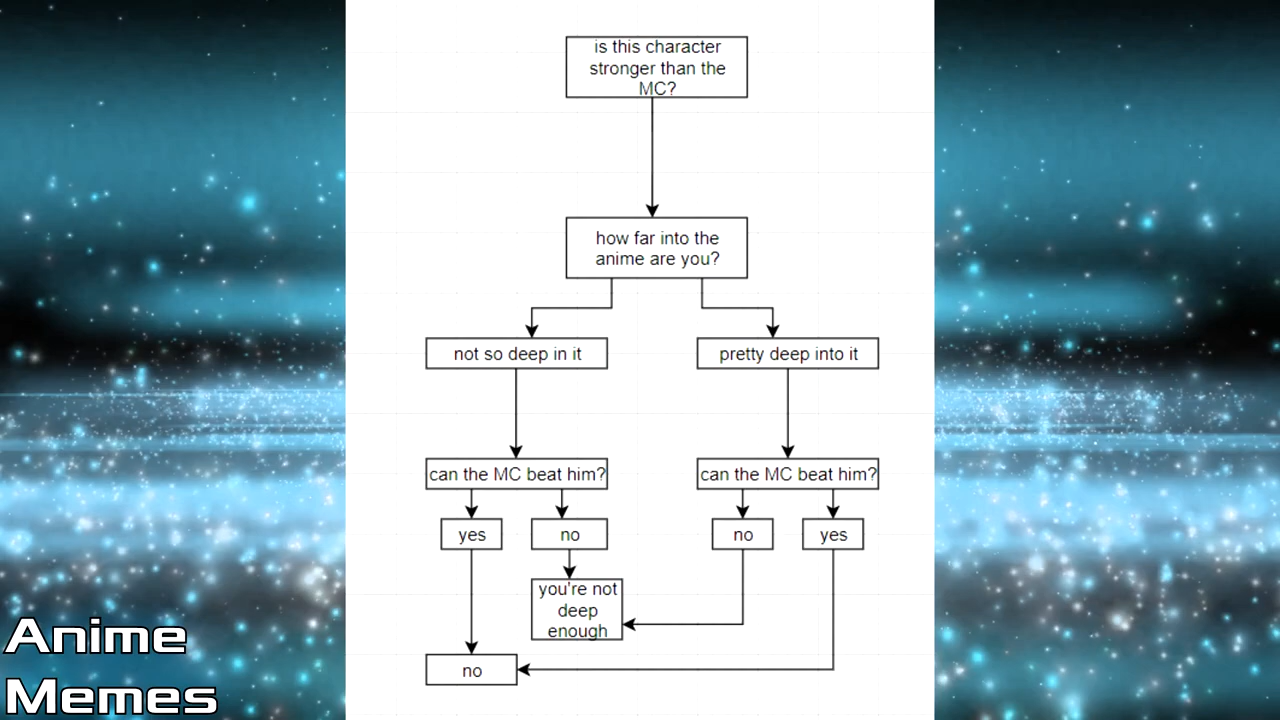 is this character
stronger than the
MC?
how far into the
anime are you?
not so deep in it
pretty deep into it
can the MC beat him?
can the MC beat him?
yes
no
no
yes
you're not
deep
enough
no
Anime
Memes